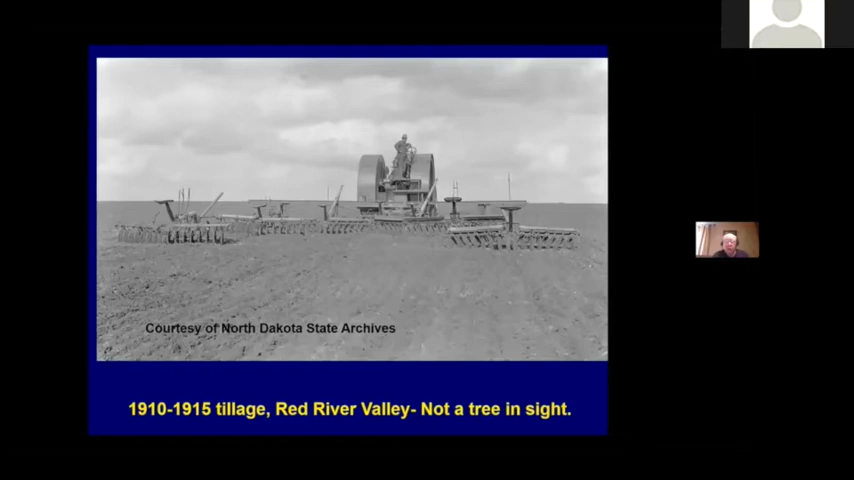 Courtesy of North Dakota State Archives
1910-1915 tillage, Red River Valley- Not a tree in sight.